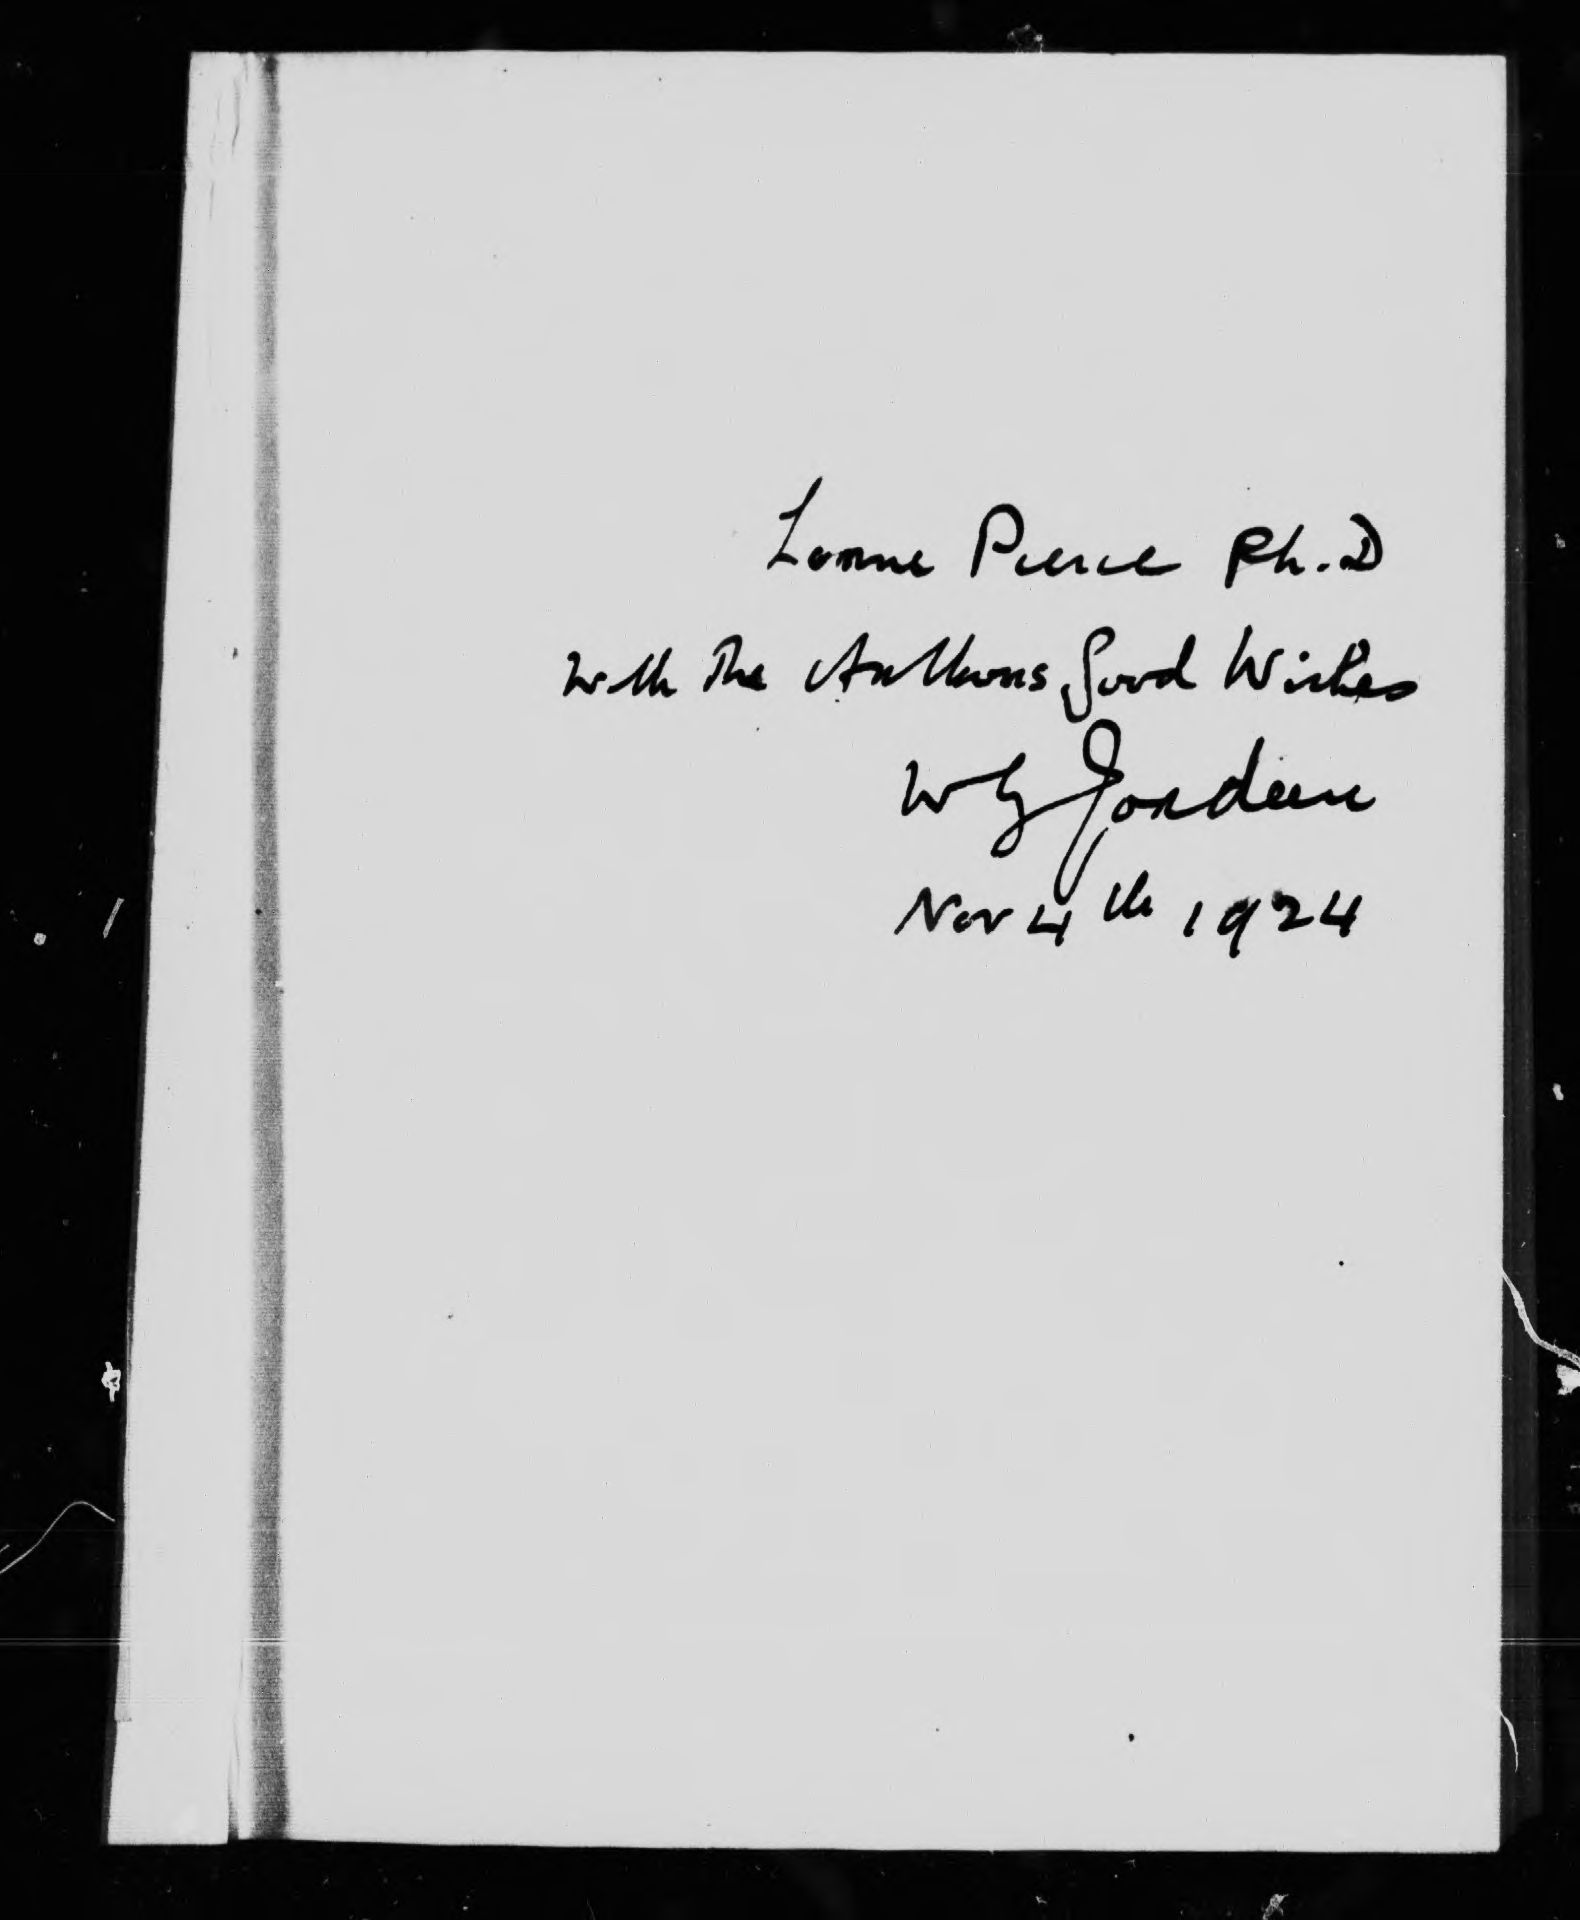 Lorne Pierce Ph.D
with the Authors Good Wishes
W G Jordan
Nov 4th 1924